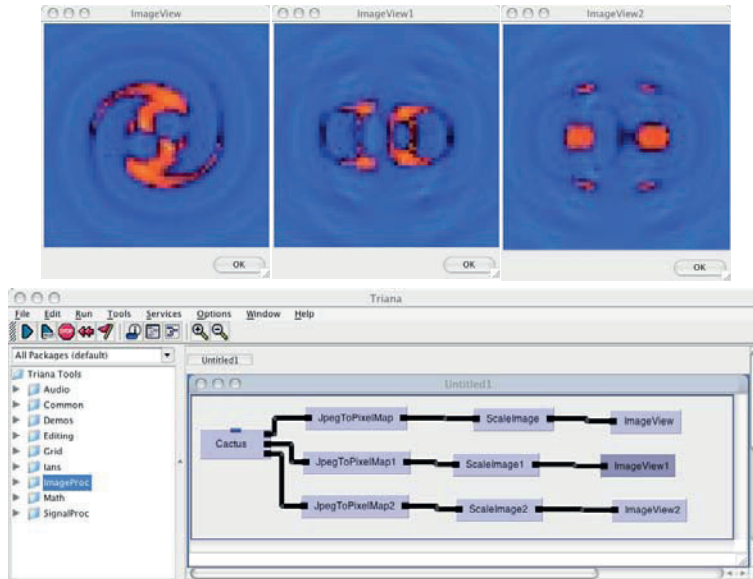 ImageView
ImageView1
ImageView2
OK
OK
OK
Triana
File Edit Run Tools Services Options Window Help
STOP
All Packages (default)
Untitled1
Triana Tools
Audio
Common
Demos
Editing
Grid
Ians
ImageProc
Math
SignalProc
Untitled1
JpegToPixelMap
ScaleImage
ImageView
Cactus
JpegToPixelMap1
ScaleImage1
ImageView1
JpegToPixelMap2
ScaleImage2
ImageView2